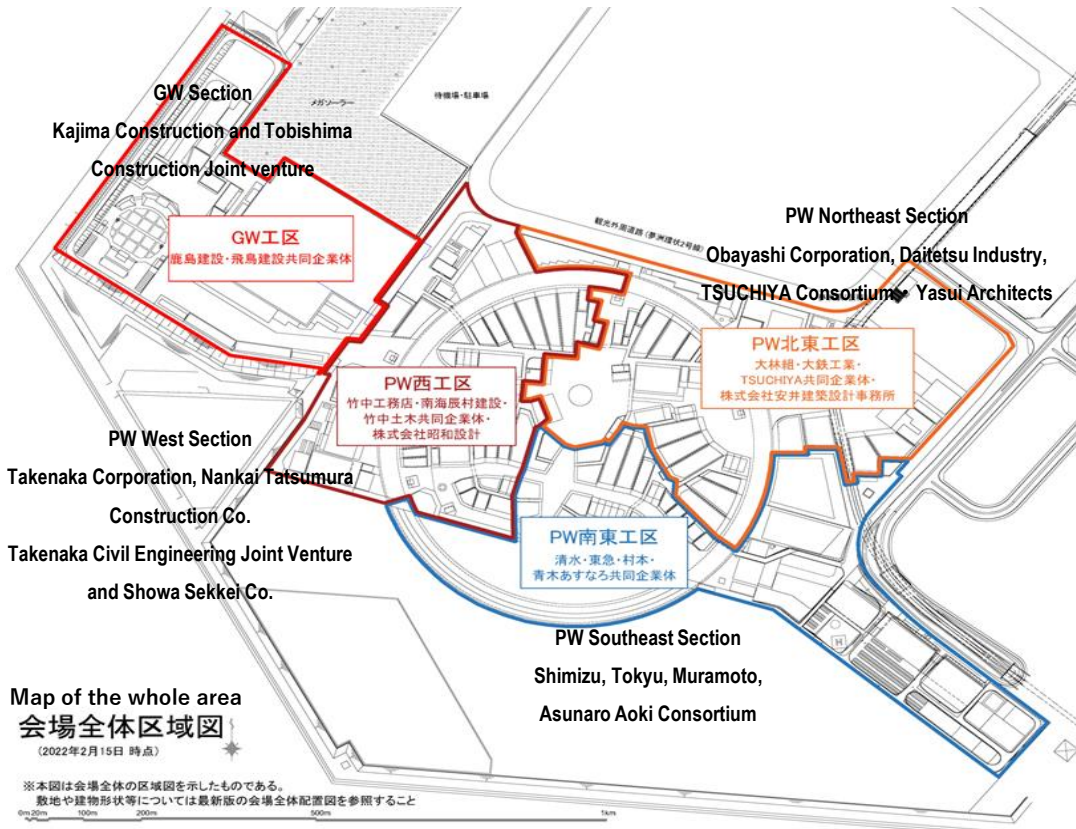 GW Section
Kajima Construction and Tobishima
Construction Joint venture
メガソーラー
待機場・駐車場
GW工区
鹿島建設・飛島建設共同企業体
観光外周道路(夢洲環状2号線)
PW Northeast Section
Obayashi Corporation, Daitetsu Industry,
TSUCHIYA Consortium, Yasui Architects
PW北東工区
大林組・大鉄工業・
TSUCHIYA共同企業体・
株式会社安井建築設計事務所
PW西工区
竹中工務店・南海辰村建設・
竹中土木共同企業体・
株式会社昭和設計
PW West Section
Takenaka Corporation, Nankai Tatsumura
Construction Co.
Takenaka Civil Engineering Joint Venture
and Showa Sekkei Co.
PW南東工区
清水・東急・村本・
青木あすなろ共同企業体
PW Southeast Section
Shimizu, Tokyu, Muramoto,
Asunaro Aoki Consortium
H
Map of the whole area
会場全体区域図
(2022年2月15日 時点)
※本図は会場全体の区域図を示したものである。
敷地や建物形状等については最新版の会場全体配置図を参照すること
0m 20m 100m 200m 500m 1km